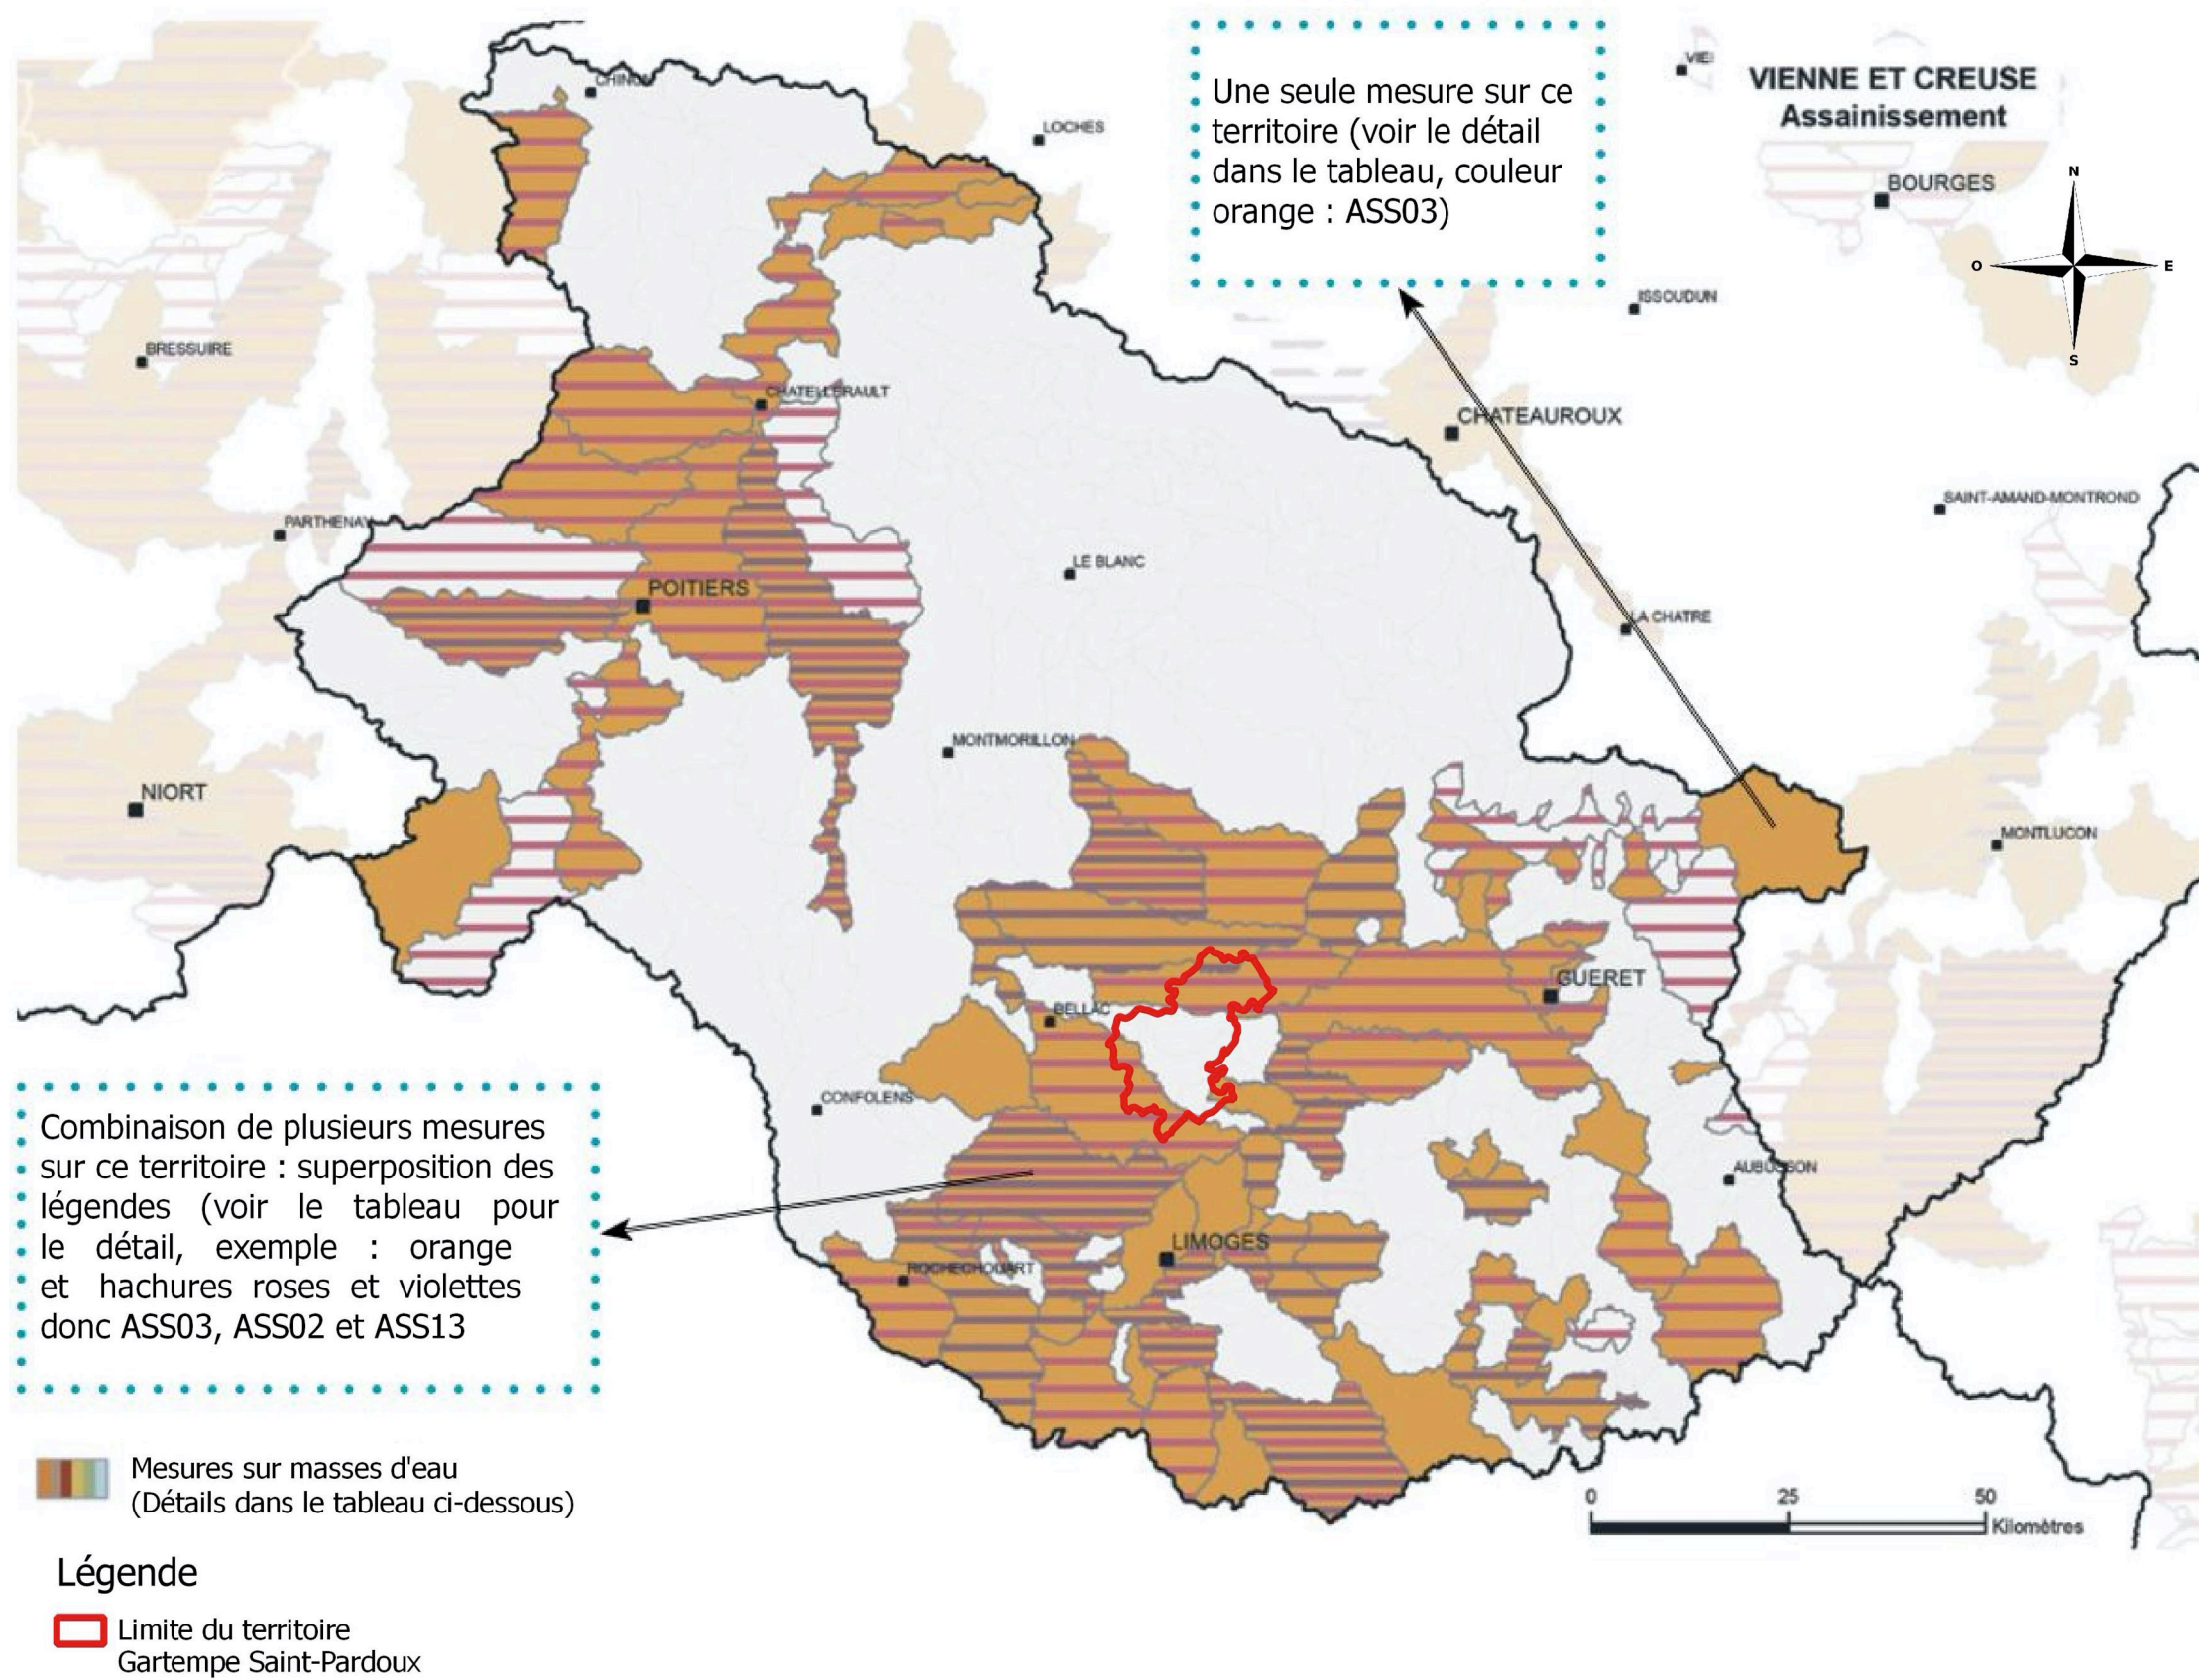 CHINON
LOCHES
Une seule mesure sur ce
territoire (voir le détail
dans le tableau, couleur
orange : ASS03)
VIE
VIENNE ET CREUSE
Assainissement
BOURGES
N
O
E
S
ISSOUDUN
BRESSUIRE
CHATELLERAULT
CHATEAUROUX
SAINT-AMAND-MONTROND
PARTHENAY
LE BLANC
POITIERS
LA CHATRE
MONTMORILLON
NIORT
MONTLUCON
GUERET
BELLAC
CONFOLENS
AUBUSSON
LIMOGES
ROCHECHOUART
Combinaison de plusieurs mesures
sur ce territoire : superposition des
légendes (voir le tableau pour
le détail, exemple : orange
et hachures roses et violettes
donc ASS03, ASS02 et ASS13
Mesures sur masses d'eau
(Détails dans le tableau ci-dessous)
0 25 50
Kilomètres
Légende
Limite du territoire
Gartempe Saint-Pardoux